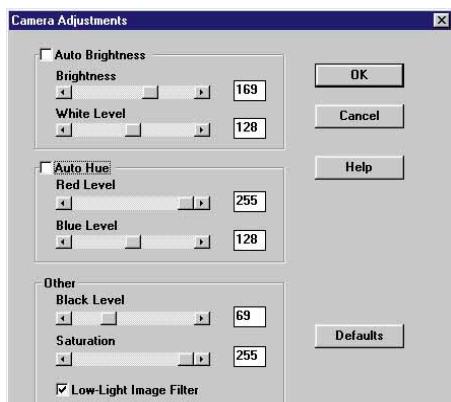 Camera Adjustments
Auto Brightness
Brightness
169
White Level
128
Auto Hue
Red Level
255
Blue Level
128
Other
Black Level
69
Saturation
255
Low-Light Image Filter
OK
Cancel
Help
Defaults